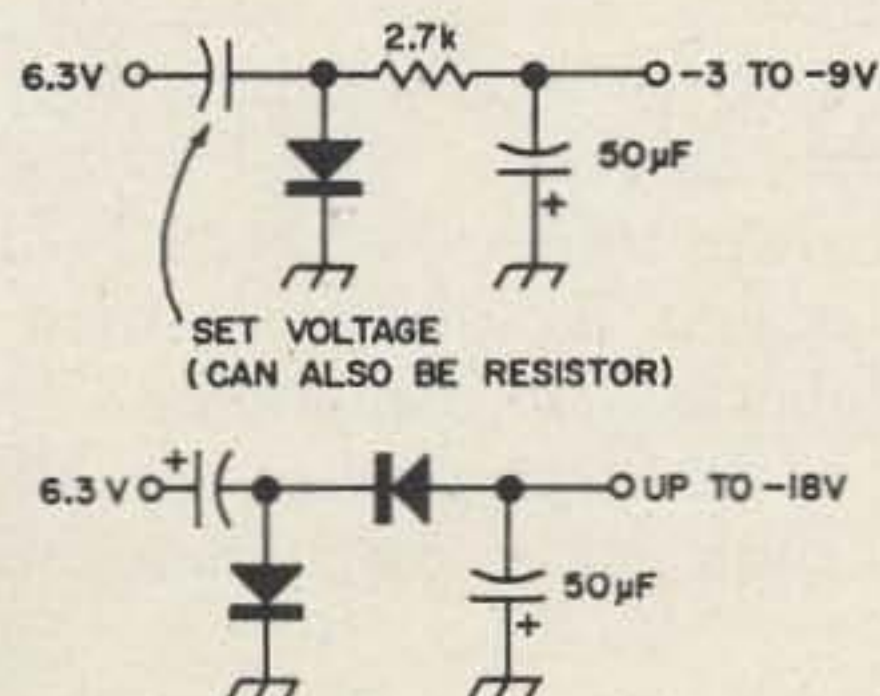 2.7k
6.3V
-3 TO -9V
50µF
+
SET VOLTAGE
(CAN ALSO BE RESISTOR)
+
6.3 V
UP TO -18V
50µF
+